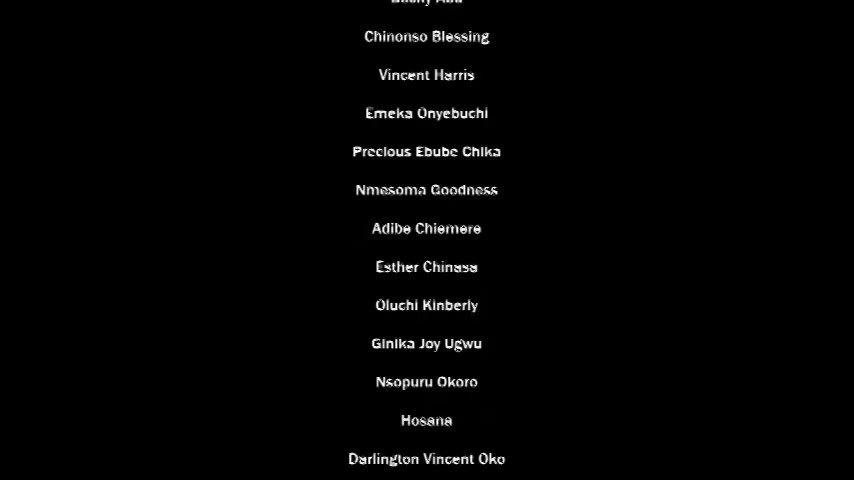 Chinonso Blessing
Vincent Harris
Emeka Onyebuchi
Precious Ebube Chika
Nmesoma Goodness
Adibe Chiemere
Esther Chinasa
Oluchi Kinberly
Ginika Joy Ugwu
Nsopuru Okoro
Hosana
Darlington Vincent Oko